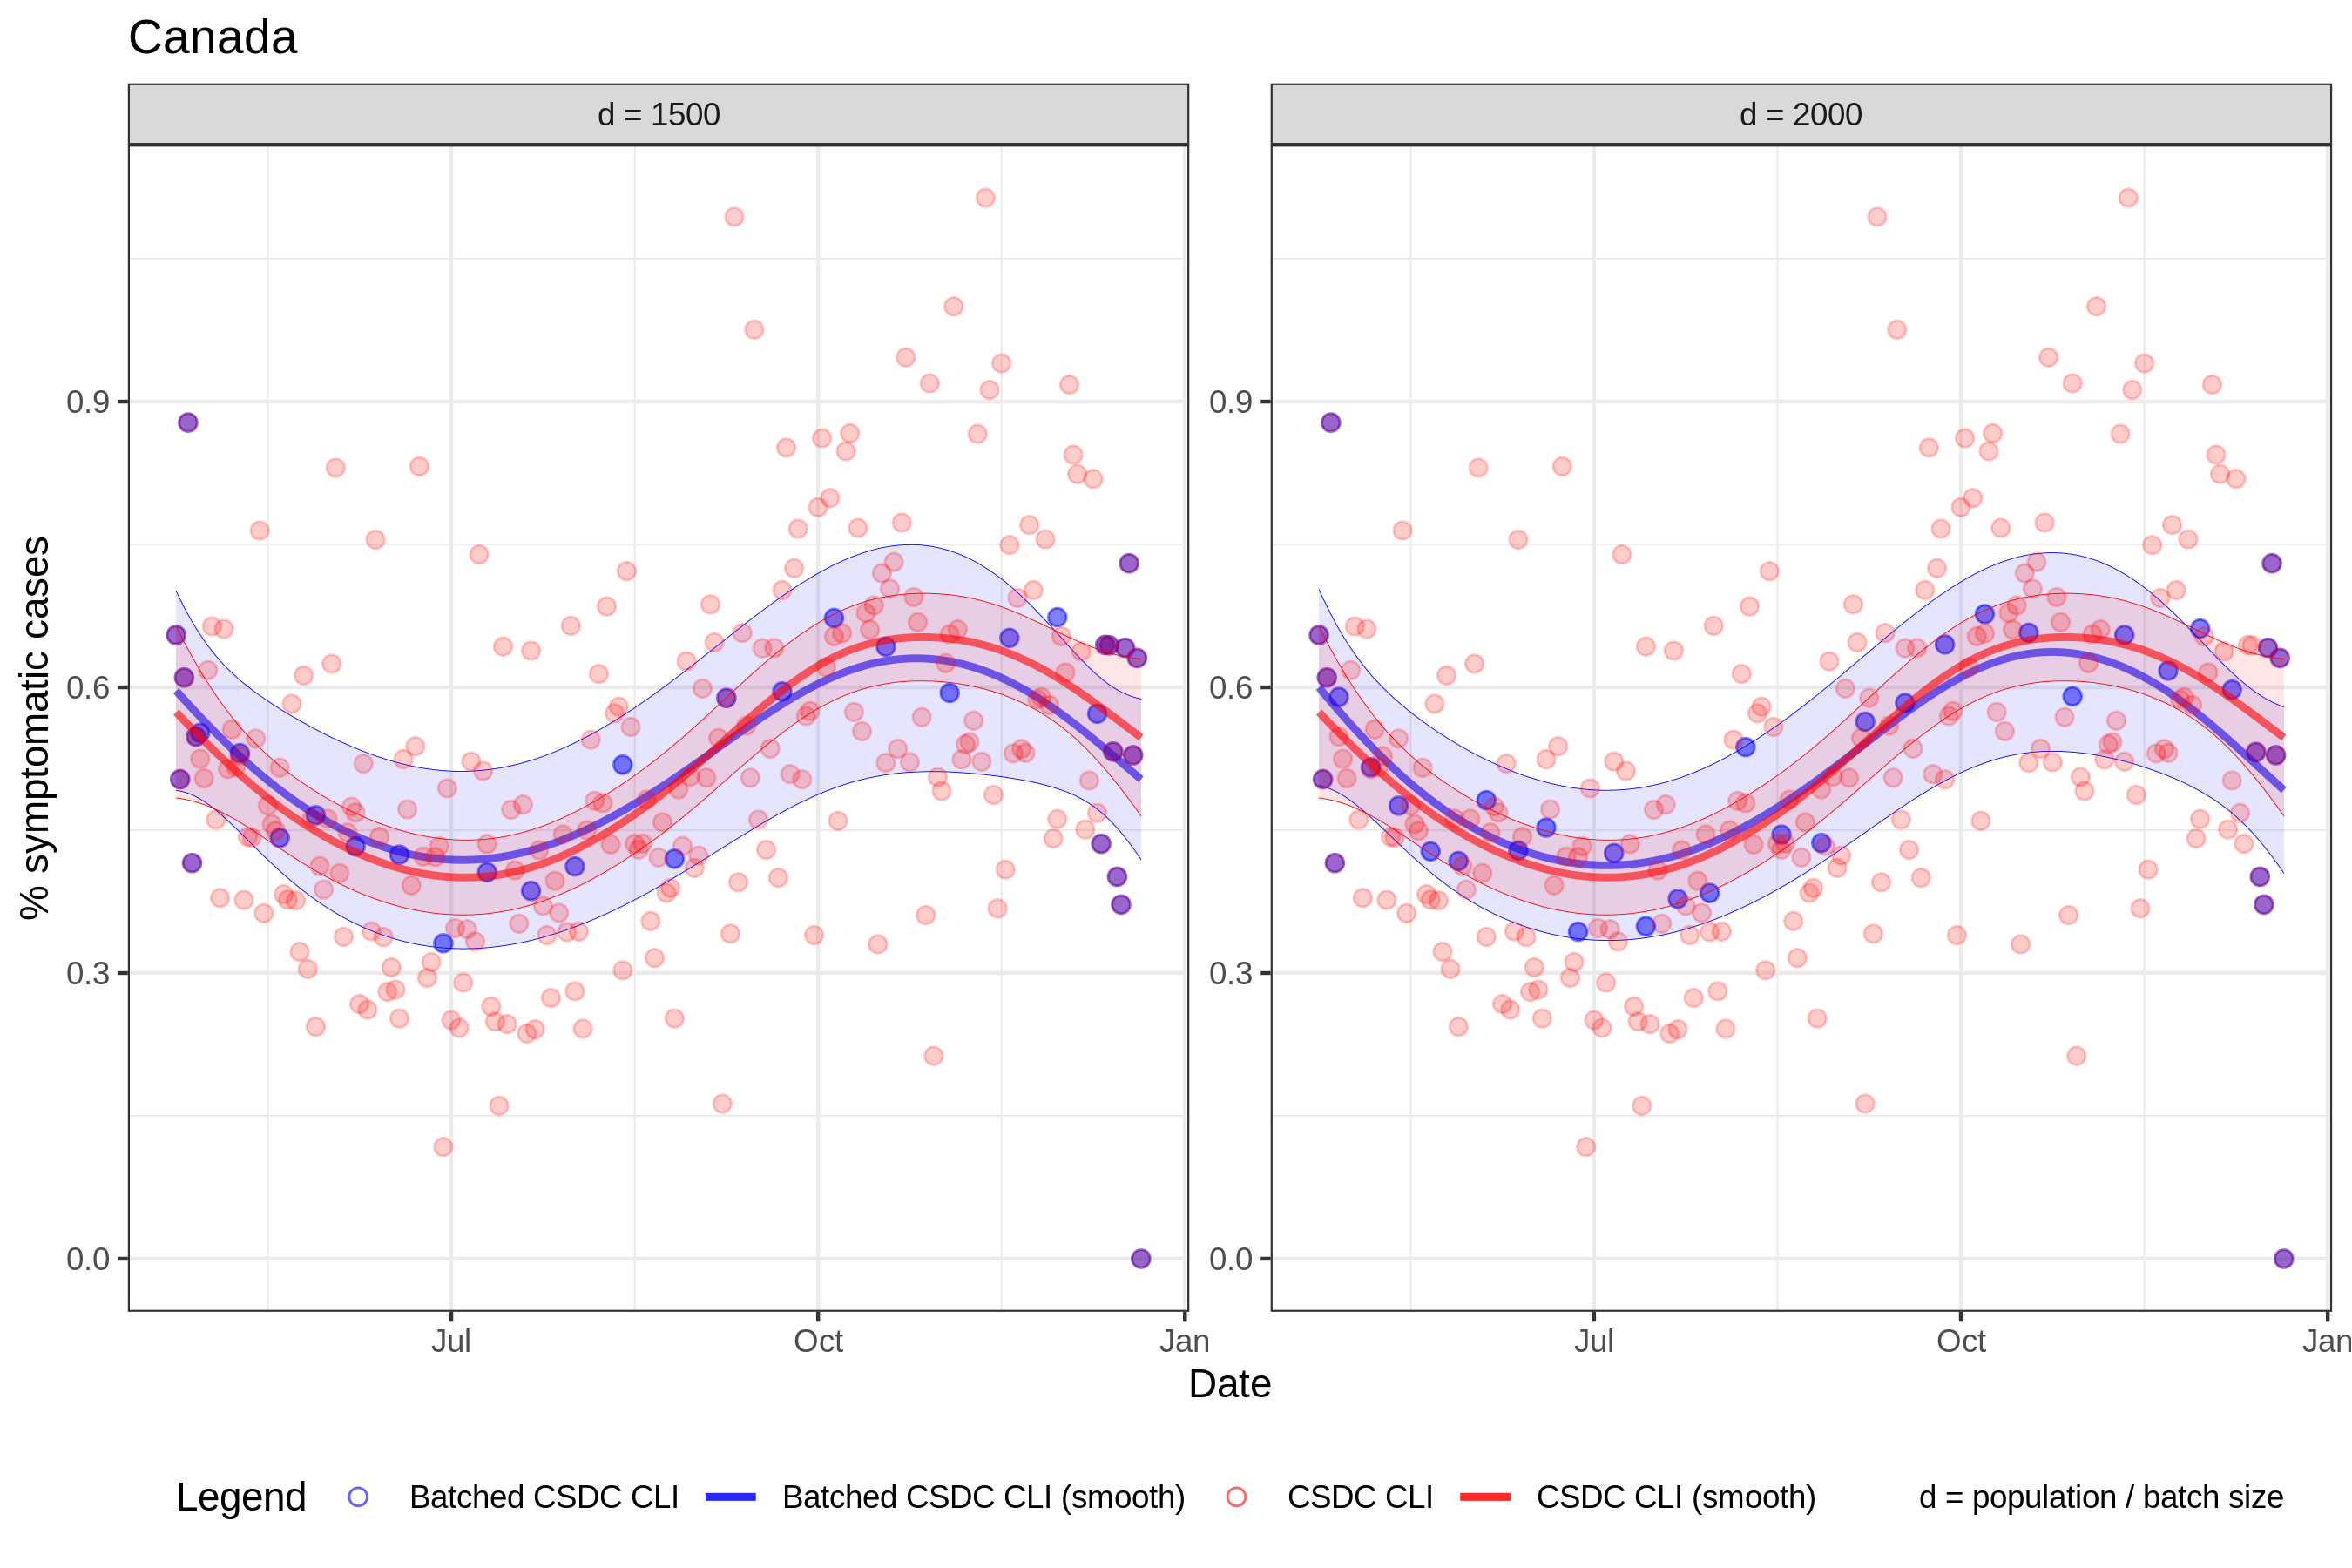 Canada
d = 1500
d = 2000
% symptomatic cases
0.9
0.6
0.3
0.0
0.9
0.6
0.3
0.0
Jul
Oct
Jan
Jul
Oct
Jan
Date
Legend
Batched CSDC CLI
Batched CSDC CLI (smooth)
CSDC CLI
CSDC CLI (smooth)
d = population / batch size